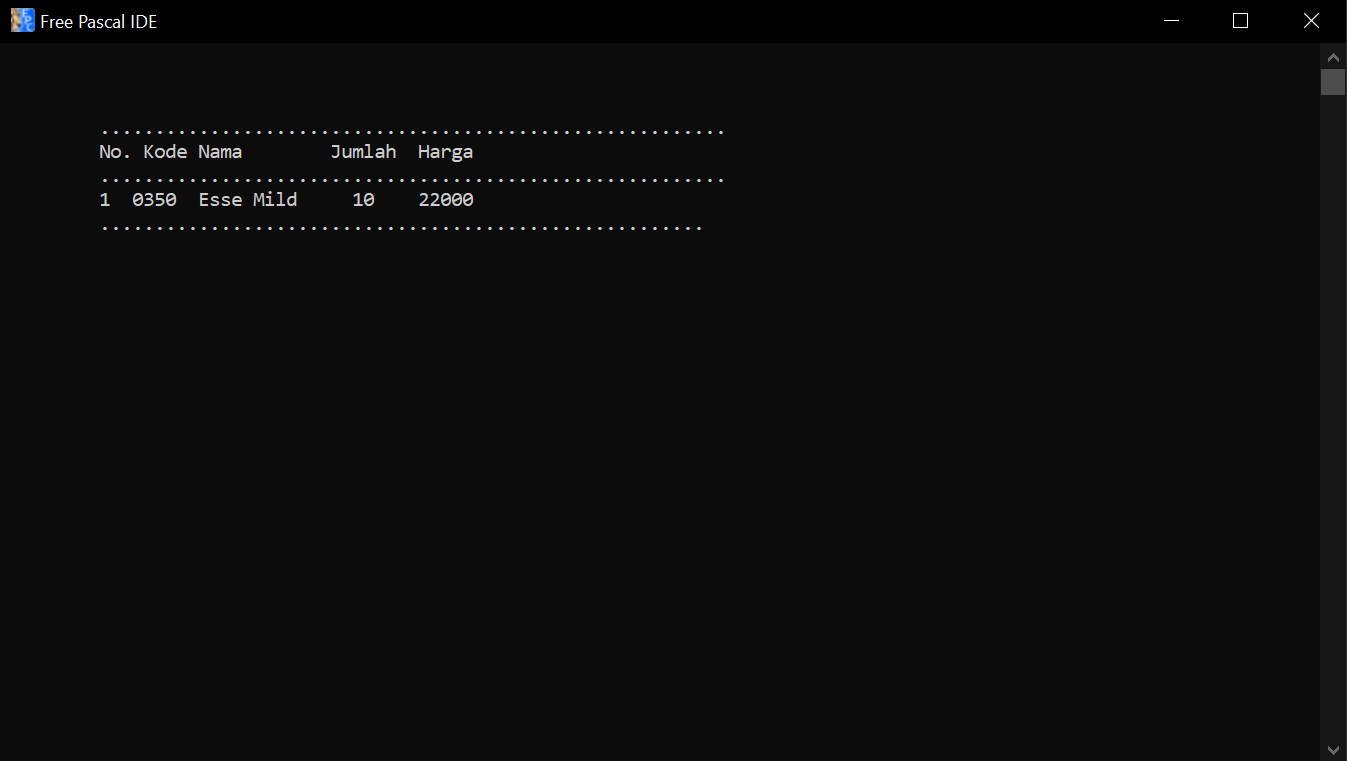 Free Pascal IDE
.........................................................
No. Kode Nama        Jumlah  Harga
.........................................................
1  0350  Esse Mild     10    22000
.......................................................